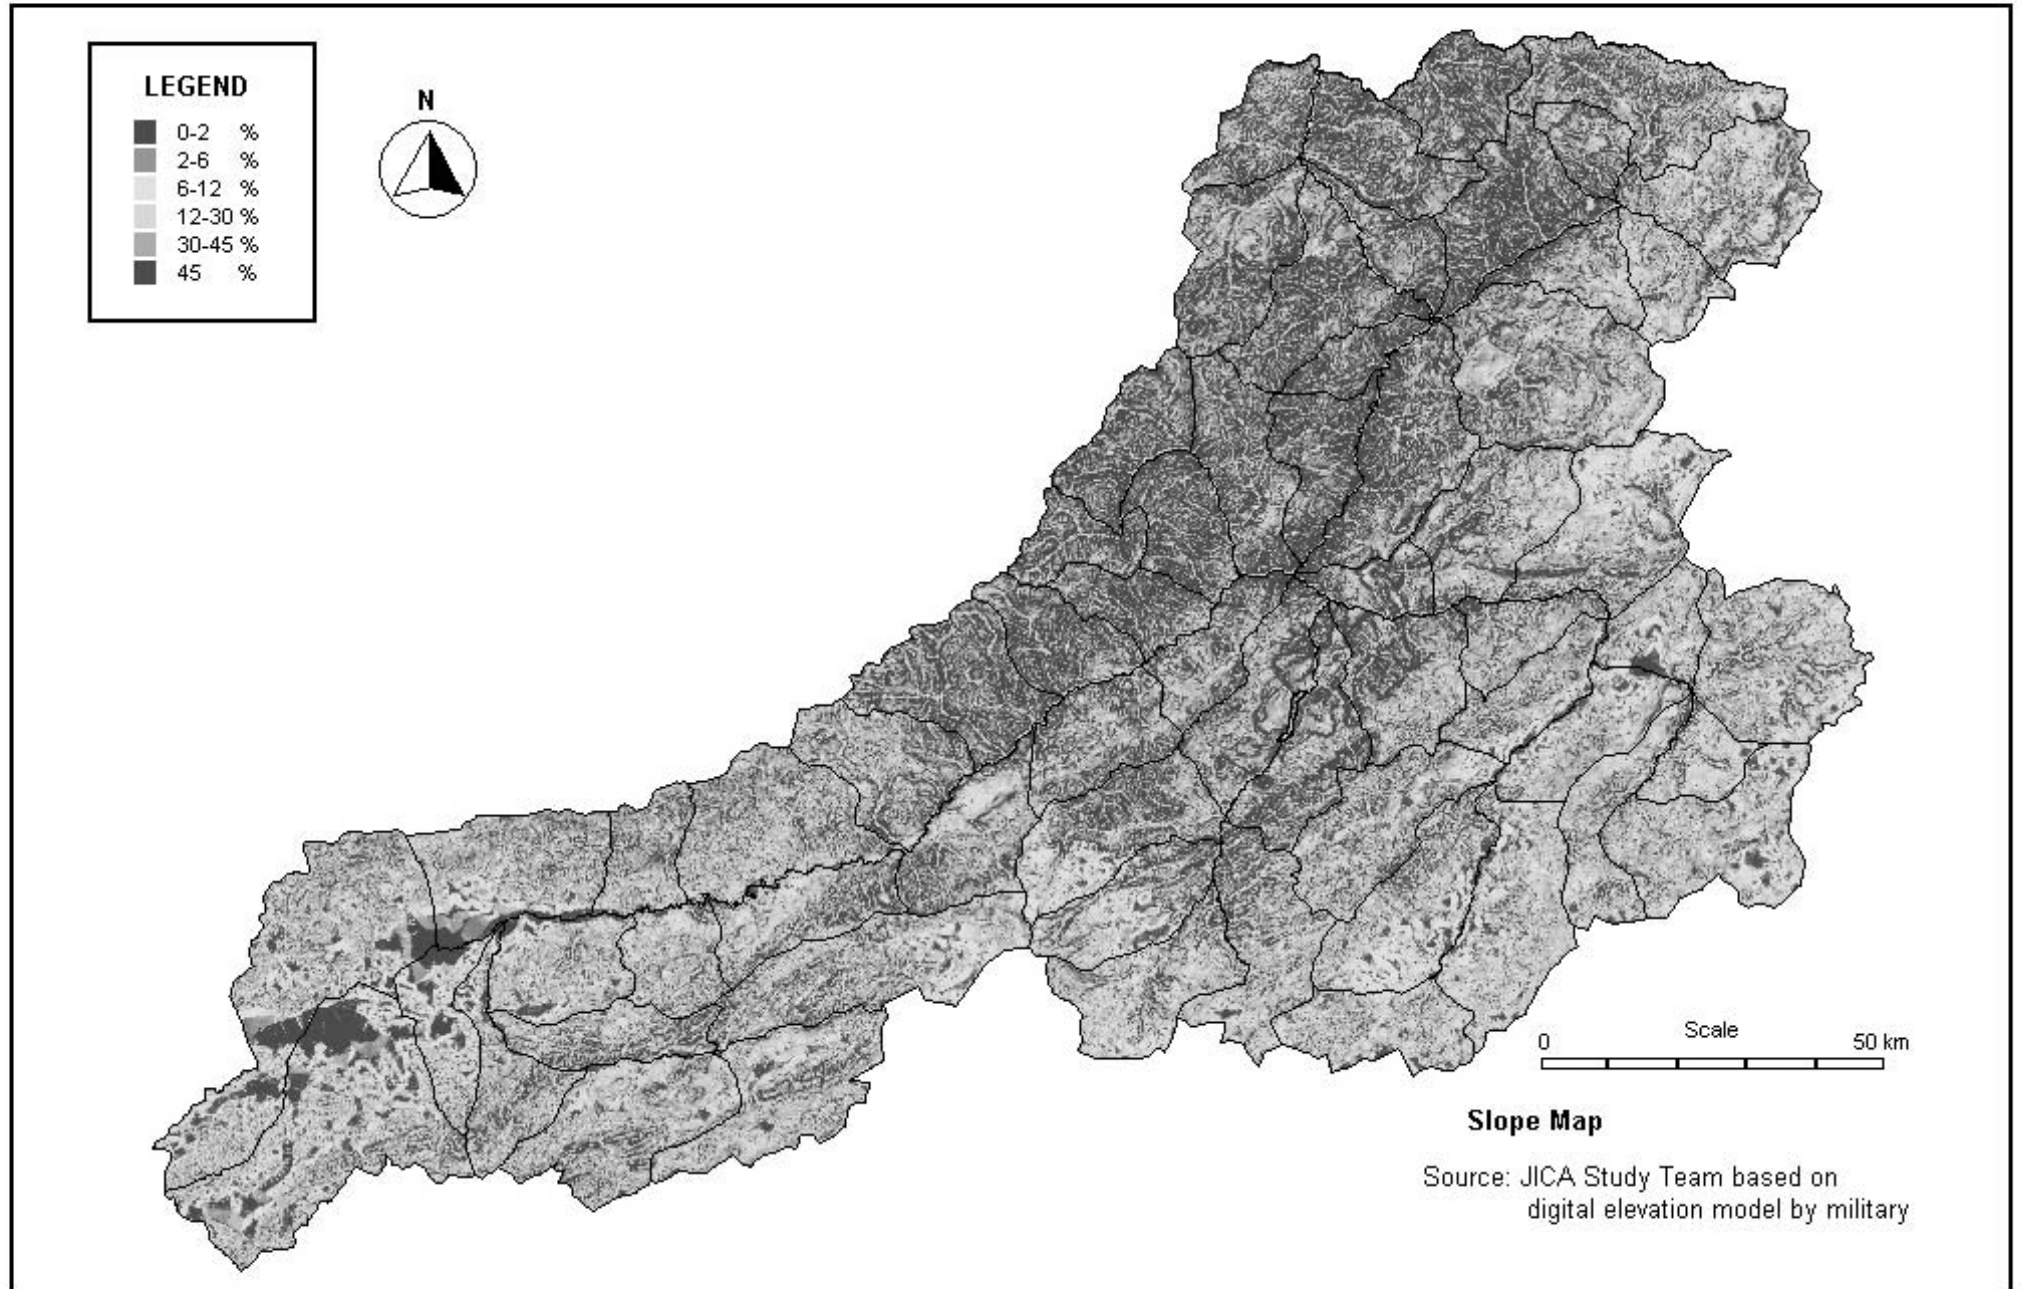 LEGEND
0-2 %
2-6 %
6-12 %
12-30 %
30-45 %
45 %
N
Scale
0 50 km
Slope Map
Source: JICA Study Team based on
digital elevation model by military